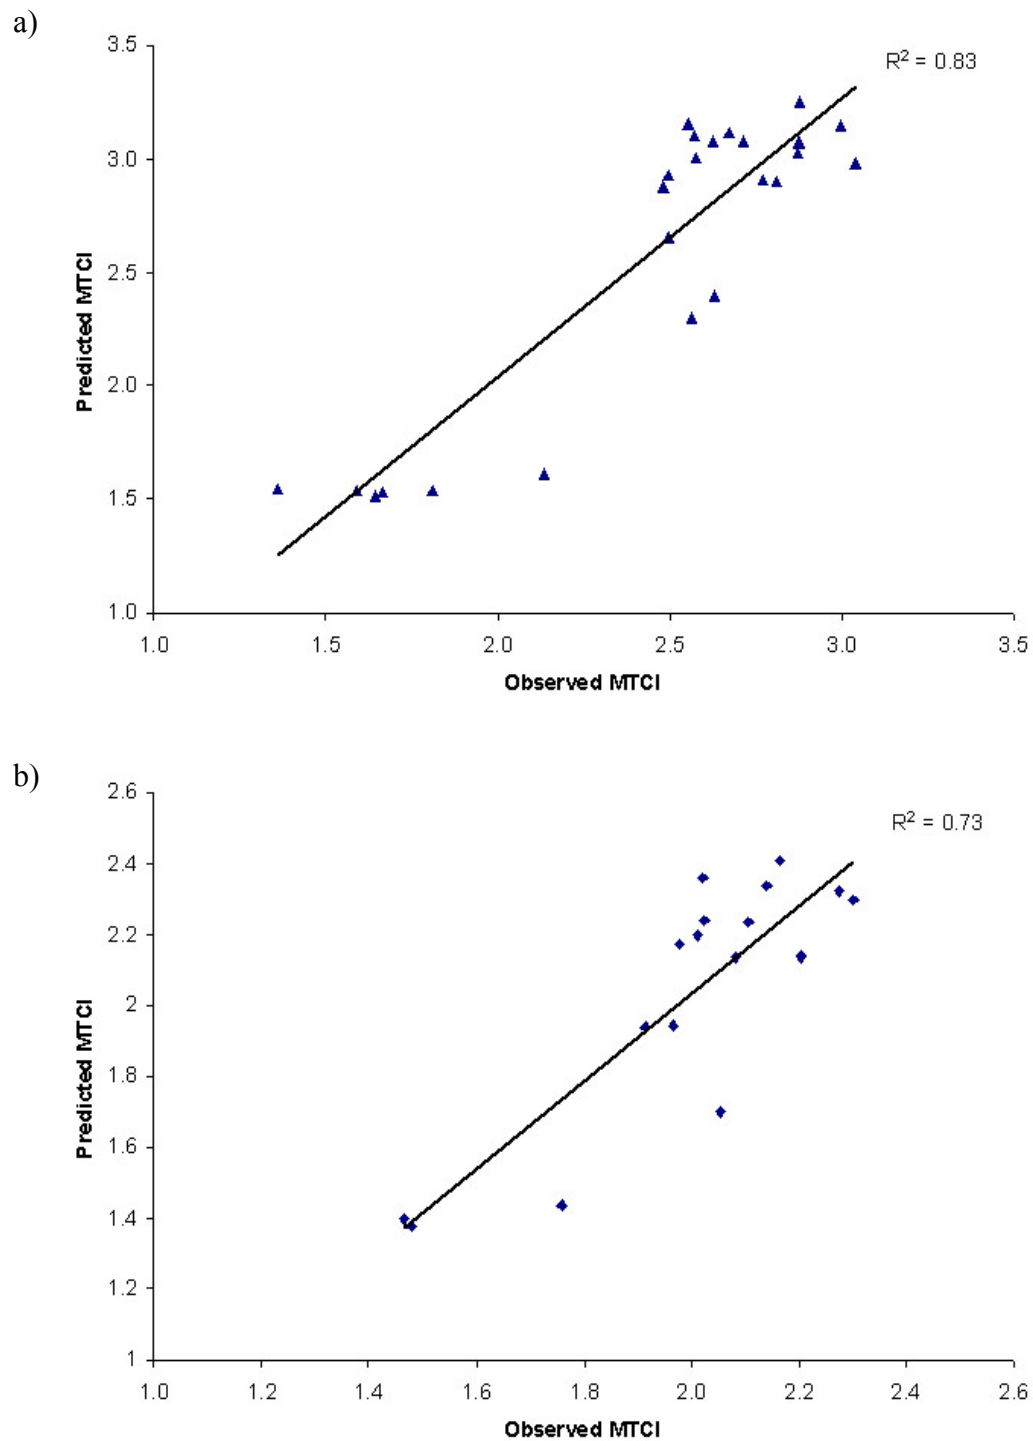 a)
3.5
R² = 0.83
3.0
2.5
Predicted MTCI
2.0
1.5
1.0
1.0 1.5 2.0 2.5 3.0 3.5
Observed MTCI
b)
2.6
R² = 0.73
2.4
2.2
2
Predicted MTCI
1.8
1.6
1.4
1.2
1
1.0 1.2 1.4 1.6 1.8 2.0 2.2 2.4 2.6
Observed MTCI